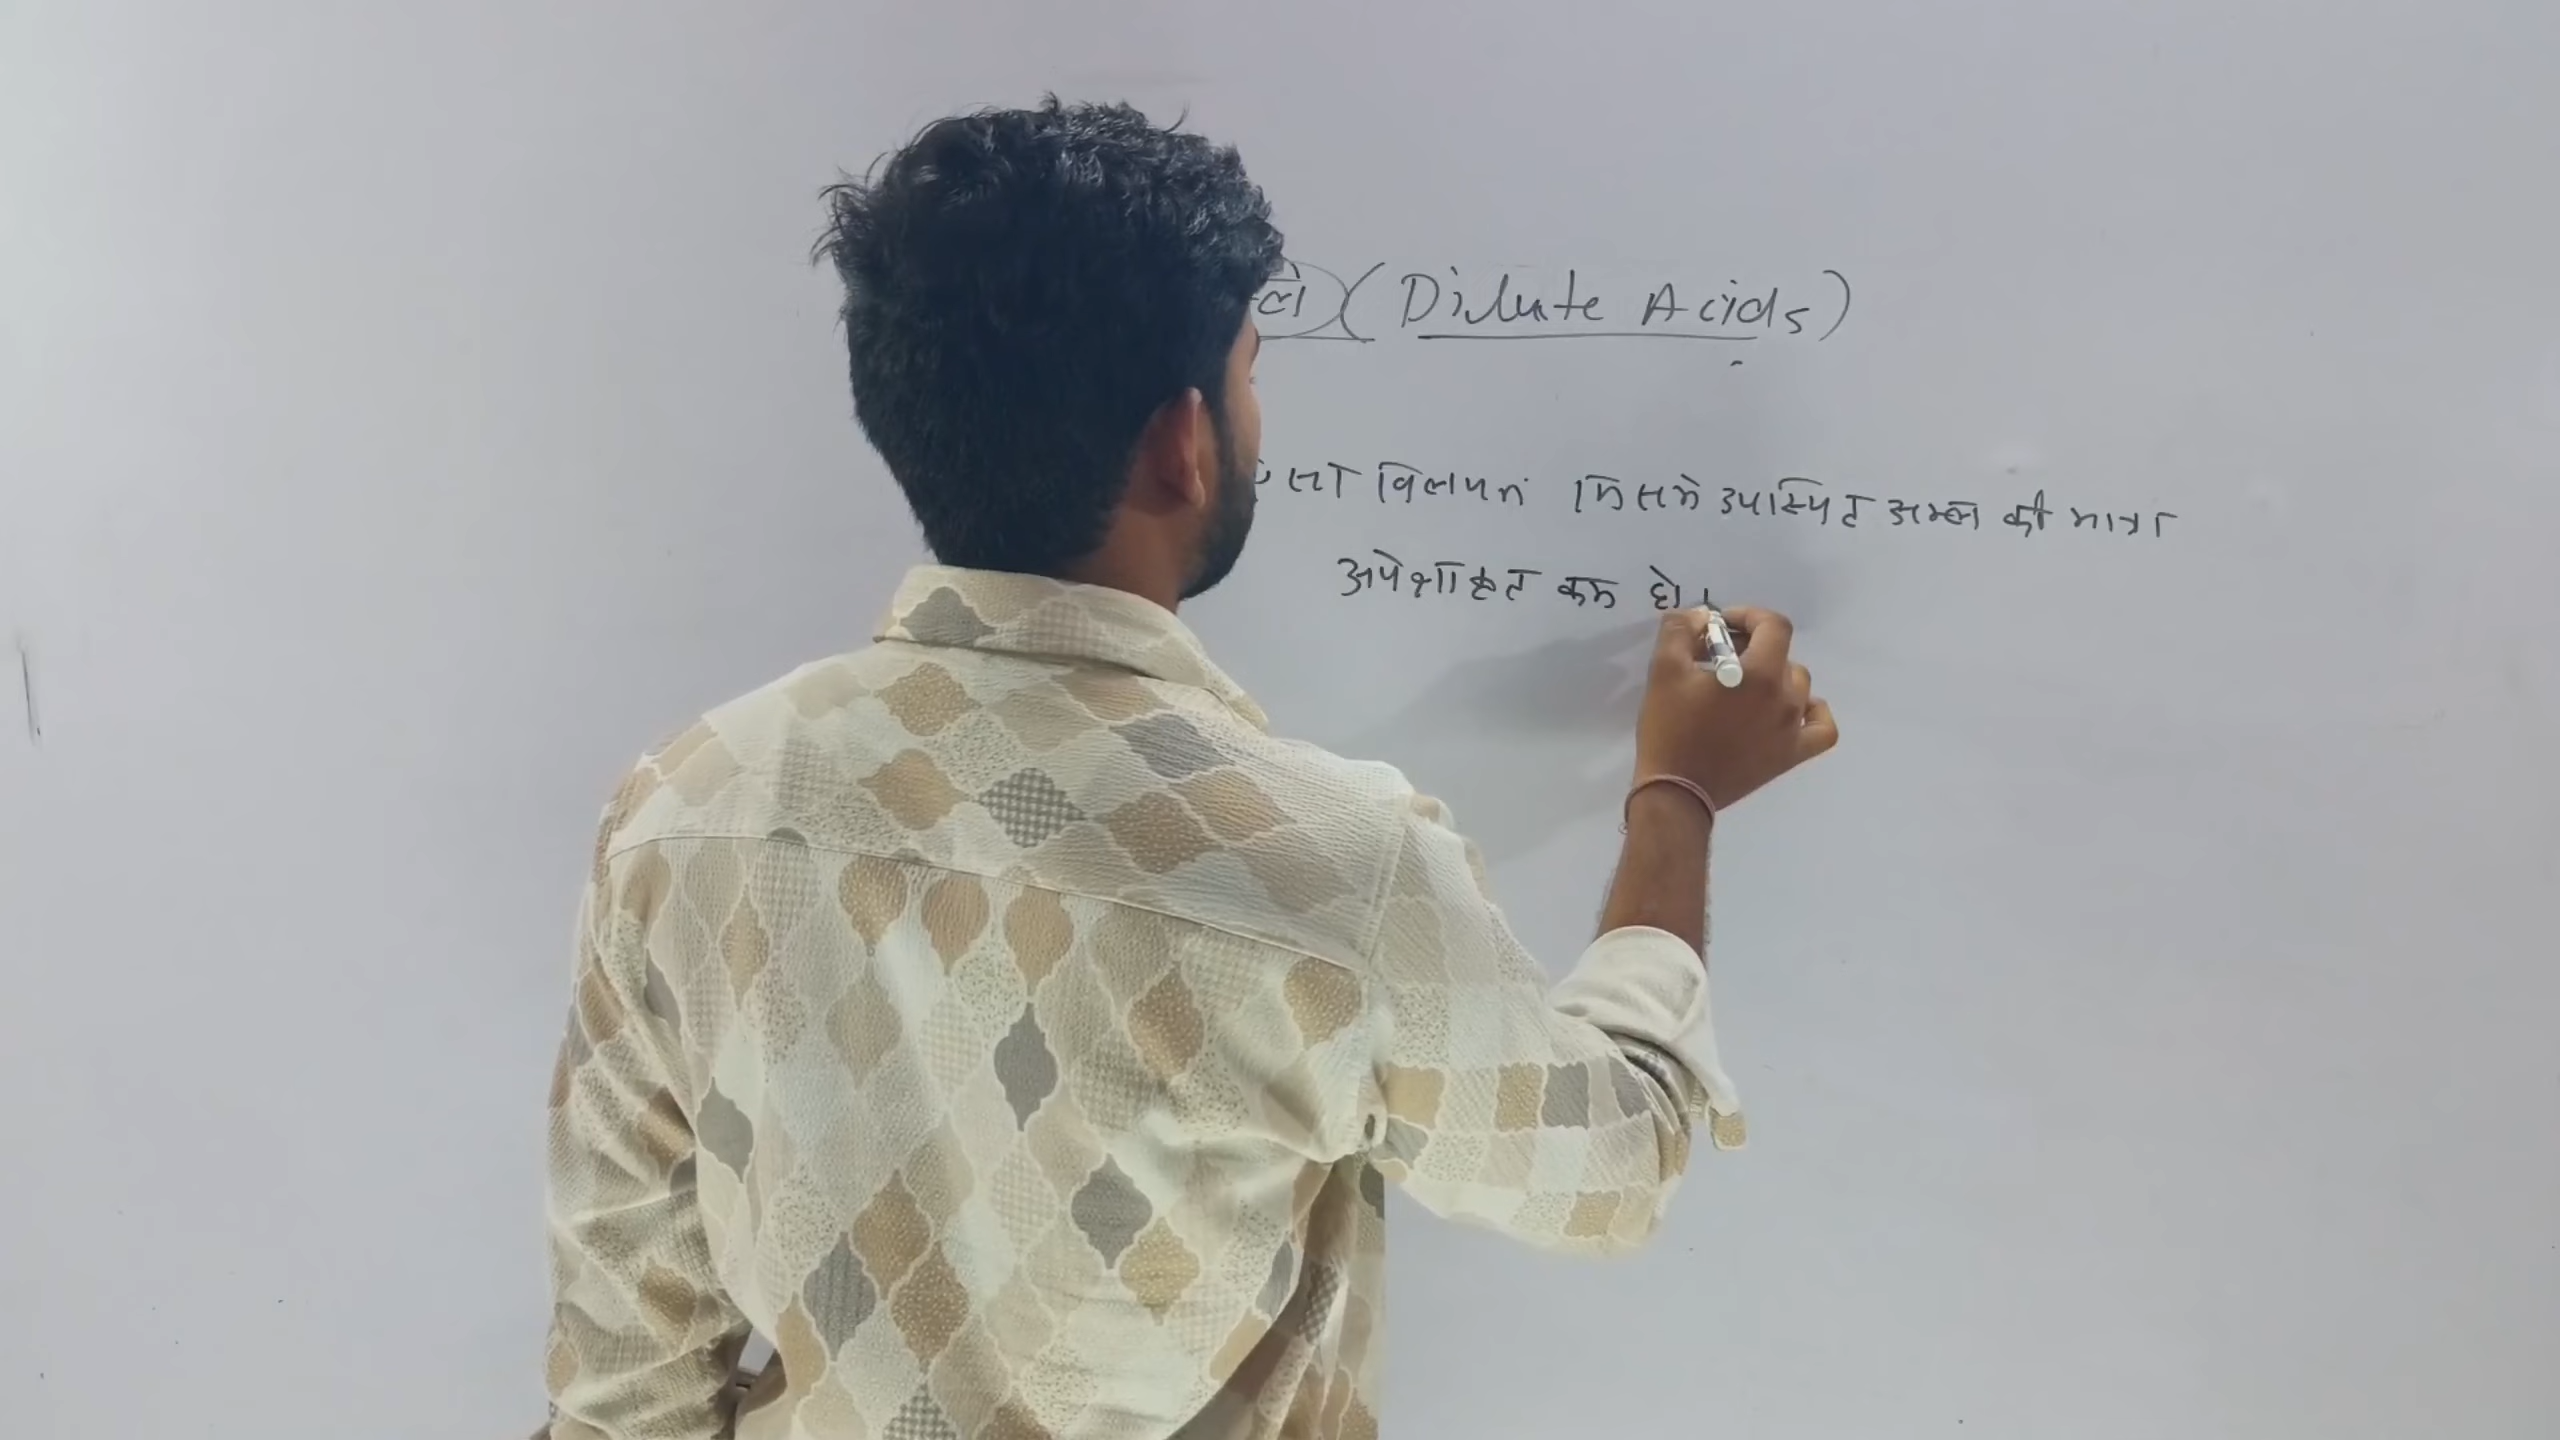 (Dilute Acids)
विलयन जिसमे उपस्थित अम्ल की मात्रा
अपेक्षाकृत कम हो।